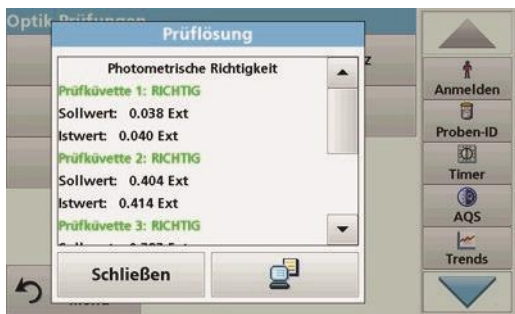 Optik Prüfungen
Prüflösung
Photometrische Richtigkeit
Prüfküvette 1: RICHTIG
Sollwert: 0.038 Ext
Istwert: 0.040 Ext
Prüfküvette 2: RICHTIG
Sollwert: 0.404 Ext
Istwert: 0.414 Ext
Prüfküvette 3: RICHTIG
Schließen
z
Anmelden
Proben-ID
Timer
AQS
Trends